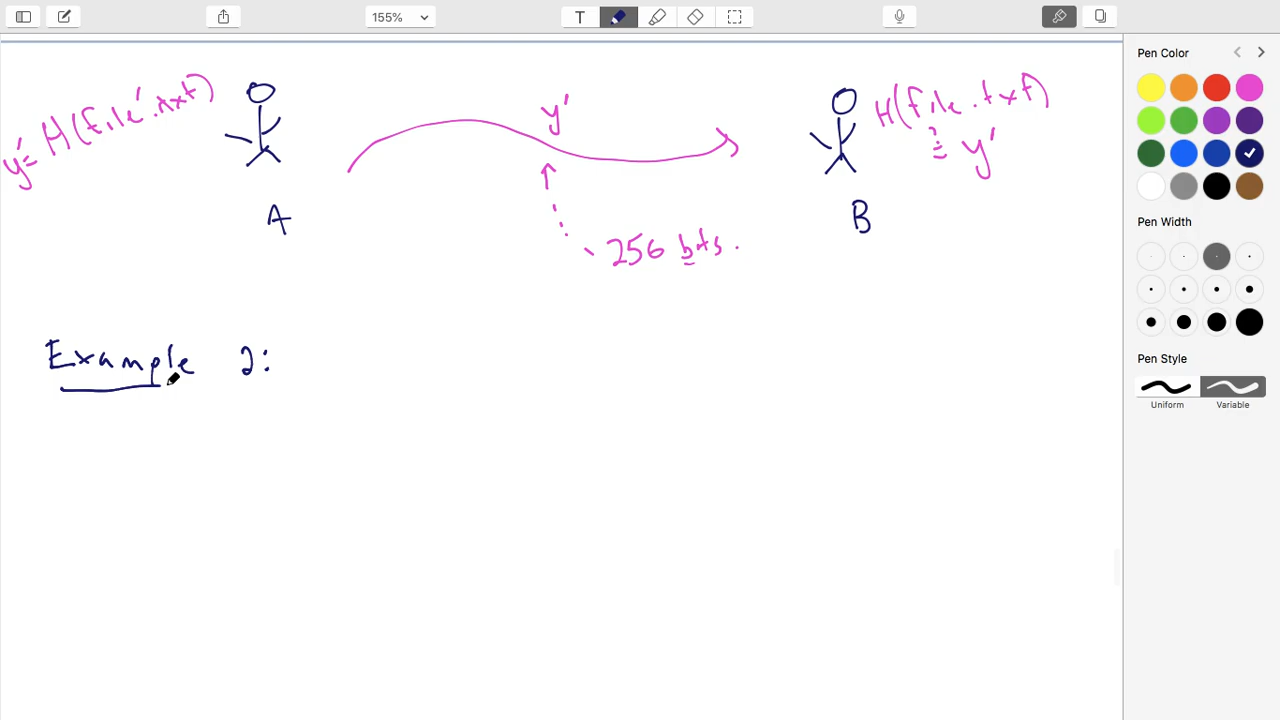 155%
T
Pen Color
y'= H(file'.txt)
y'
H(file.txt)
?
= y'
A
B
256 bits.
Pen Width
Example 2:
Pen Style
Uniform
Variable